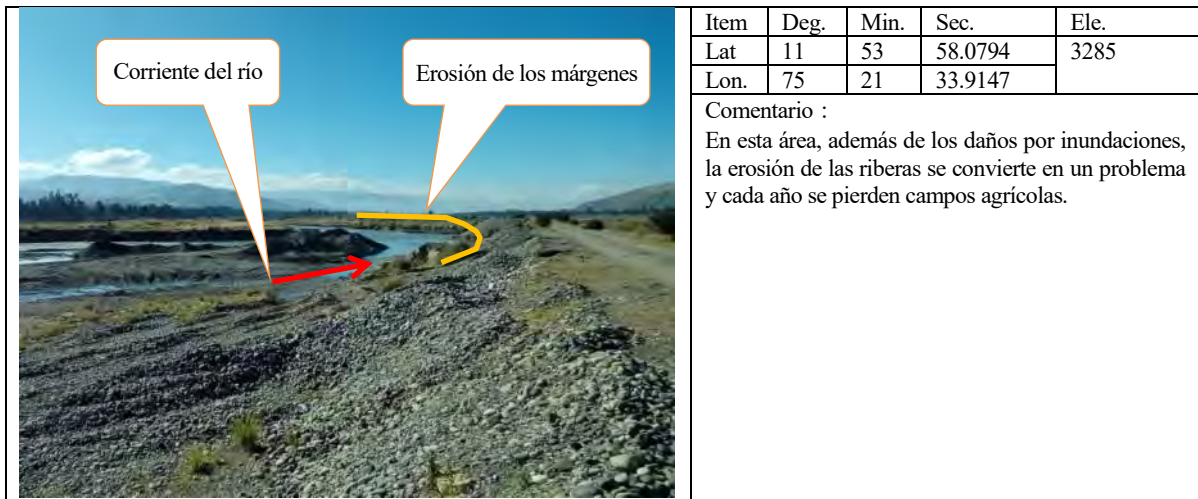 Corriente del río
Erosión de los márgenes
Item Deg. Min. Sec. Ele.
Lat 11 53 58.0794 3285
Lon. 75 21 33.9147
Comentario :
En esta área, además de los daños por inundaciones,
la erosión de las riberas se convierte en un problema
y cada año se pierden campos agrícolas.